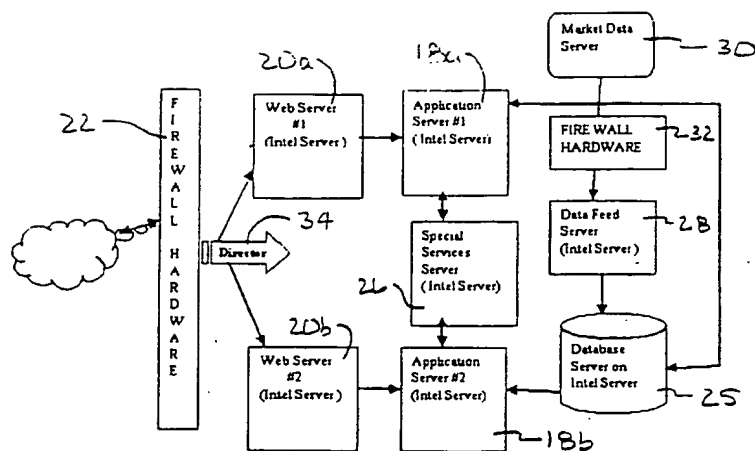 Market Data
Server
30
20a
18a
22
FIREWALL HARDWARE
Web Server
#1
(Intel Server)
Application
Server #1
(Intel Server)
FIRE WALL
HARDWARE
32
34
Director
Special
Services
Server
(Intel Server)
26
Data Feed
Server
(Intel Server)
28
20b
Web Server
#2
(Intel Server)
Application
Server #2
(Intel Server)
Database
Server on
Intel Server
25
18b